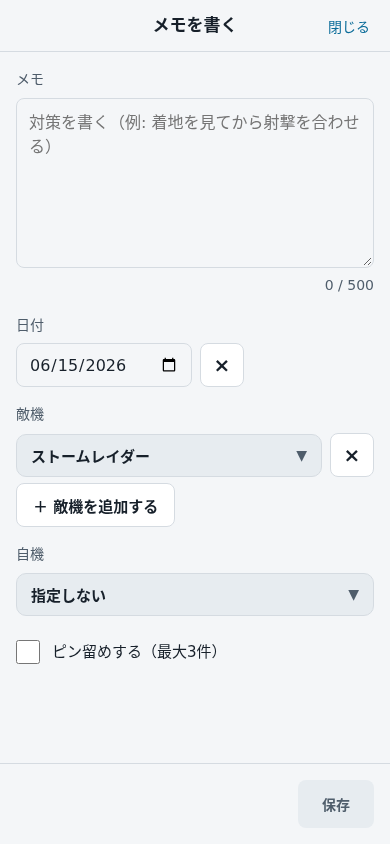 メモを書く
閉じる
メモ
対策を書く（例: 着地を見てから射撃を合わせ
る）
0 / 500
日付
06/15/2026
×
敵機
ストームレイダー ▼
×
＋ 敵機を追加する
自機
指定しない ▼
ピン留めする（最大3件）
保存